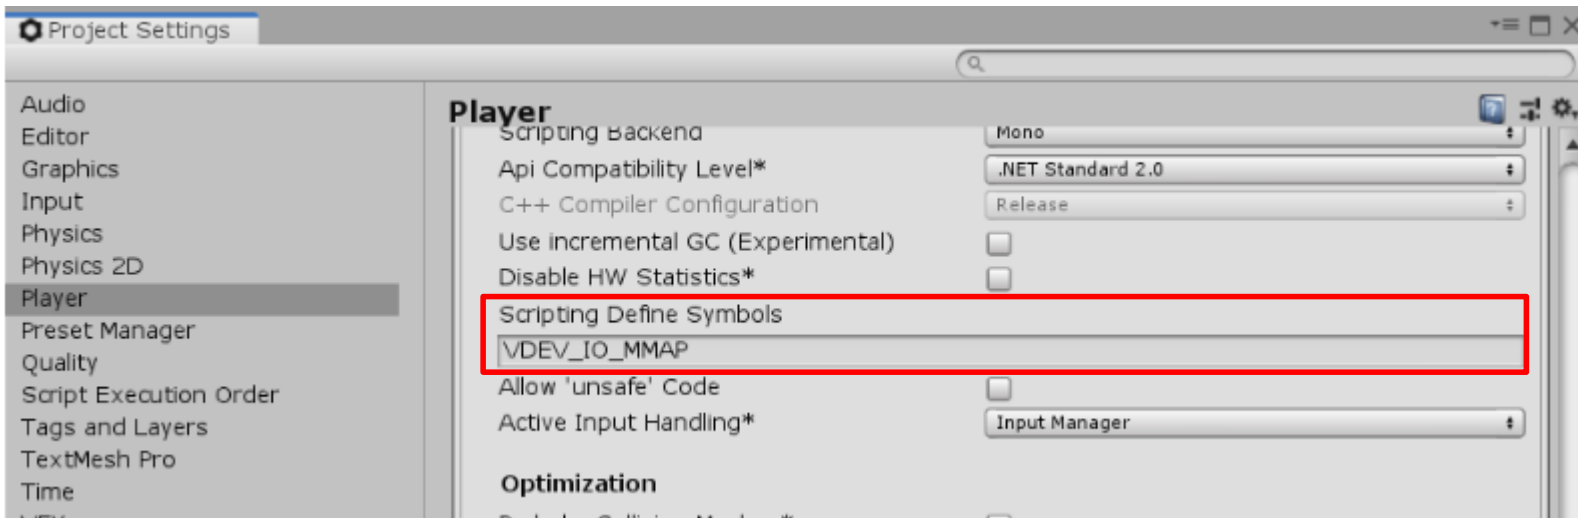 Project Settings
Audio
Editor
Graphics
Input
Physics
Physics 2D
Player
Preset Manager
Quality
Script Execution Order
Tags and Layers
TextMesh Pro
Time
Player
Scripting Backend Mono
Api Compatibility Level* .NET Standard 2.0
C++ Compiler Configuration Release
Use incremental GC (Experimental)
Disable HW Statistics*
Scripting Define Symbols
VDEV_IO_MMAP
Allow 'unsafe' Code
Active Input Handling* Input Manager
Optimization